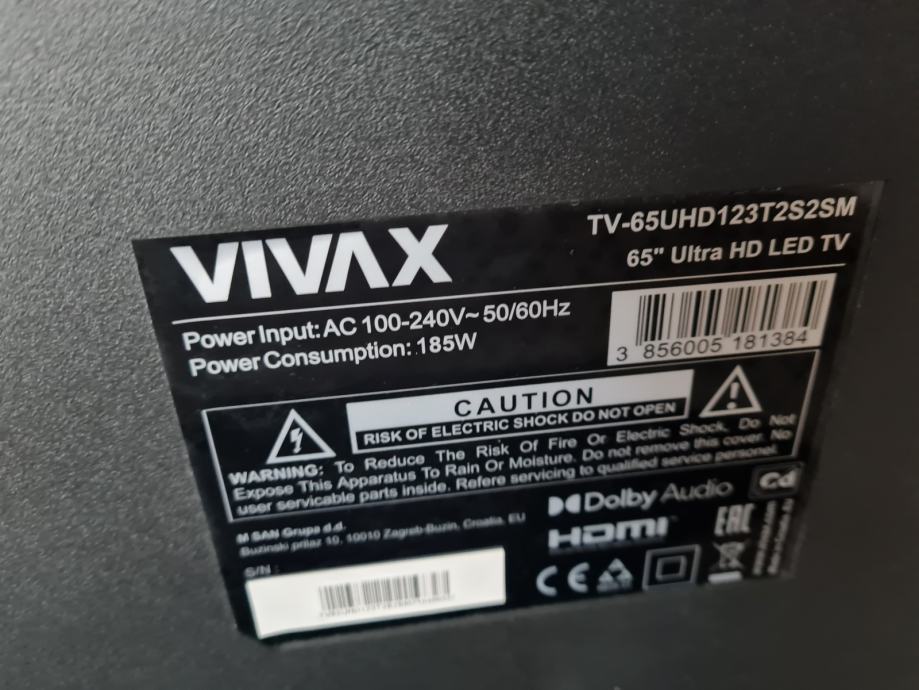 VIVAX
TV-65UHD123T2S2SM
65" Ultra HD LED TV
Power Input: AC 100-240V~ 50/60Hz
Power Consumption: 185W
3 856005 181384
CAUTION
RISK OF ELECTRIC SHOCK DO NOT OPEN
WARNING: To Reduce The Risk Of Fire Or Electric Shock, Do Not
Expose This Apparatus To Rain Or Moisture. Do not remove this cover. No
user servicable parts inside. Refere servicing to qualified service personel.
M SAN Grupa d.d.
Buzinski prilaz 10, 10010 Zagreb-Buzin, Croatia, EU
Dolby Audio
HDMI
EAC
S/N :
CE